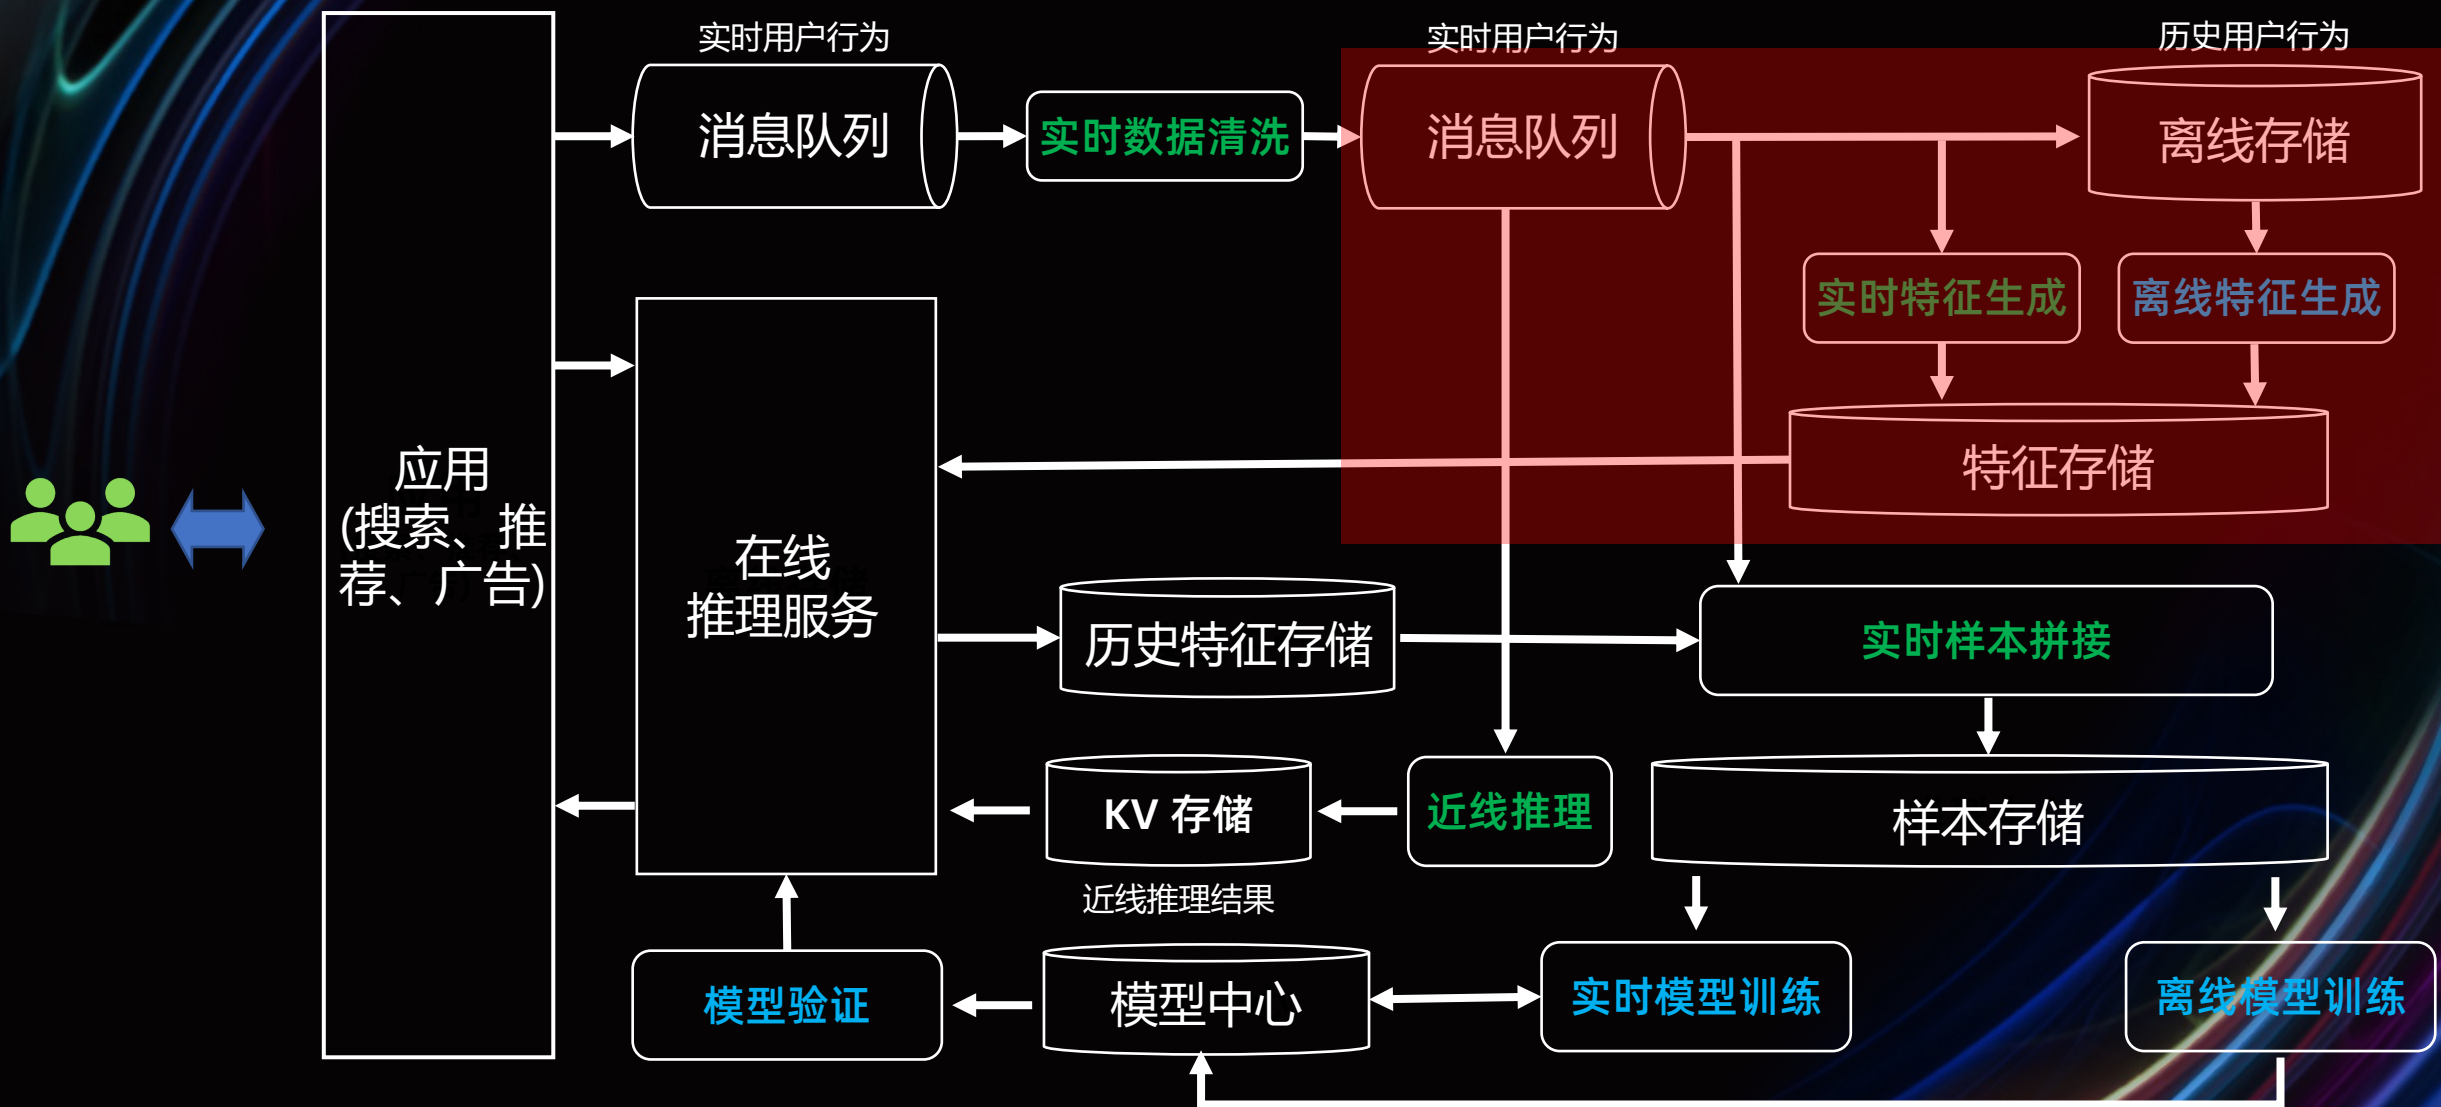 实时用户行为
实时用户行为
历史用户行为
消息队列
实时数据清洗
消息队列
离线存储
实时特征生成
离线特征生成
特征存储
应用
(搜索、推
荐、广告)
在线
推理服务
历史特征存储
实时样本拼接
KV 存储
近线推理
样本存储
近线推理结果
模型验证
模型中心
实时模型训练
离线模型训练